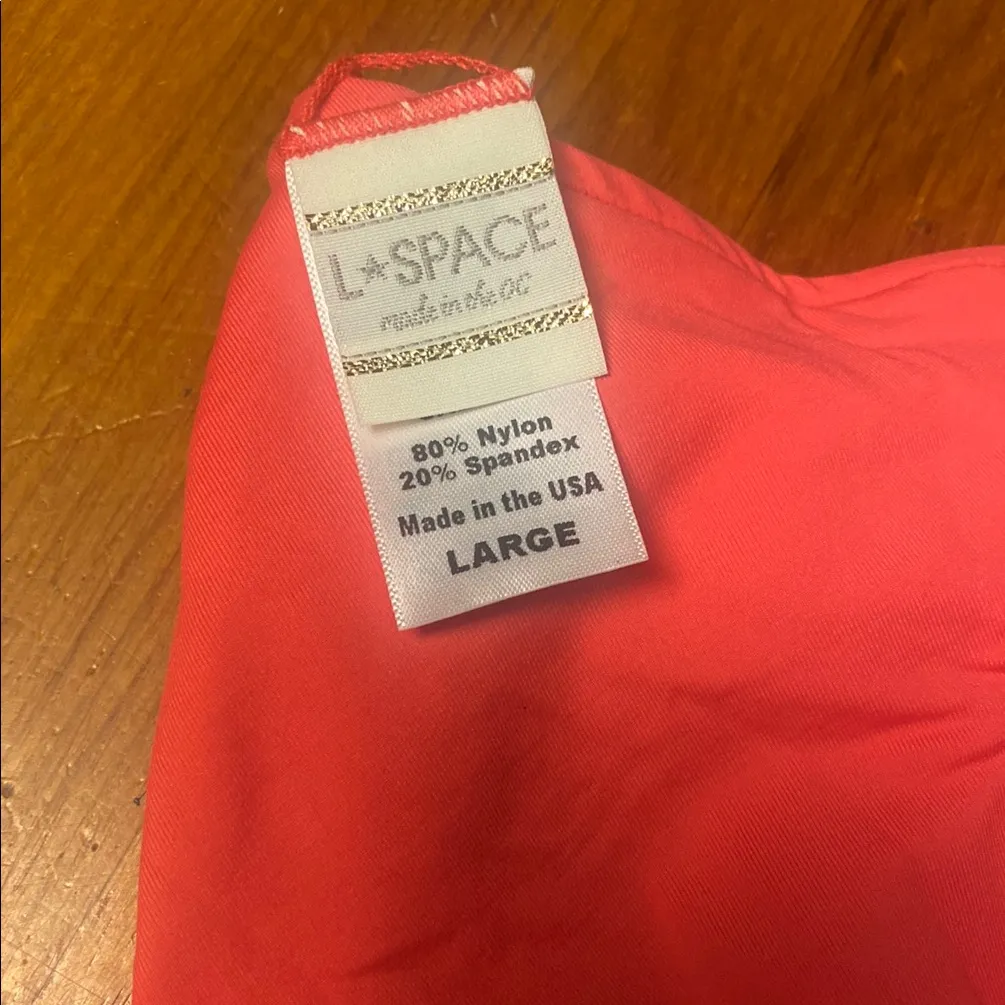 L★SPACE
made in the OC
80% Nylon
20% Spandex
Made in the USA
LARGE